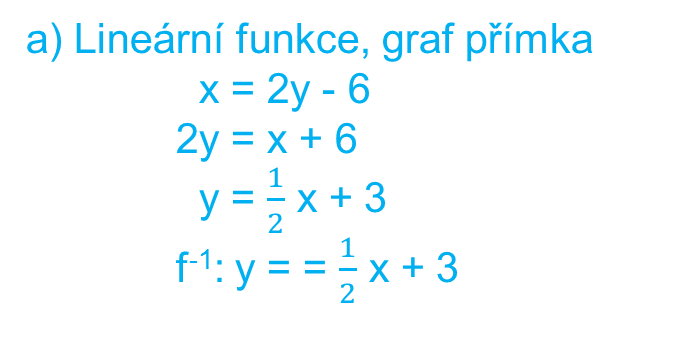 a) Lineární funkce, graf přímka
x = 2y - 6
2y = x + 6
y = 1/2 x + 3
f⁻¹: y = = 1/2 x + 3